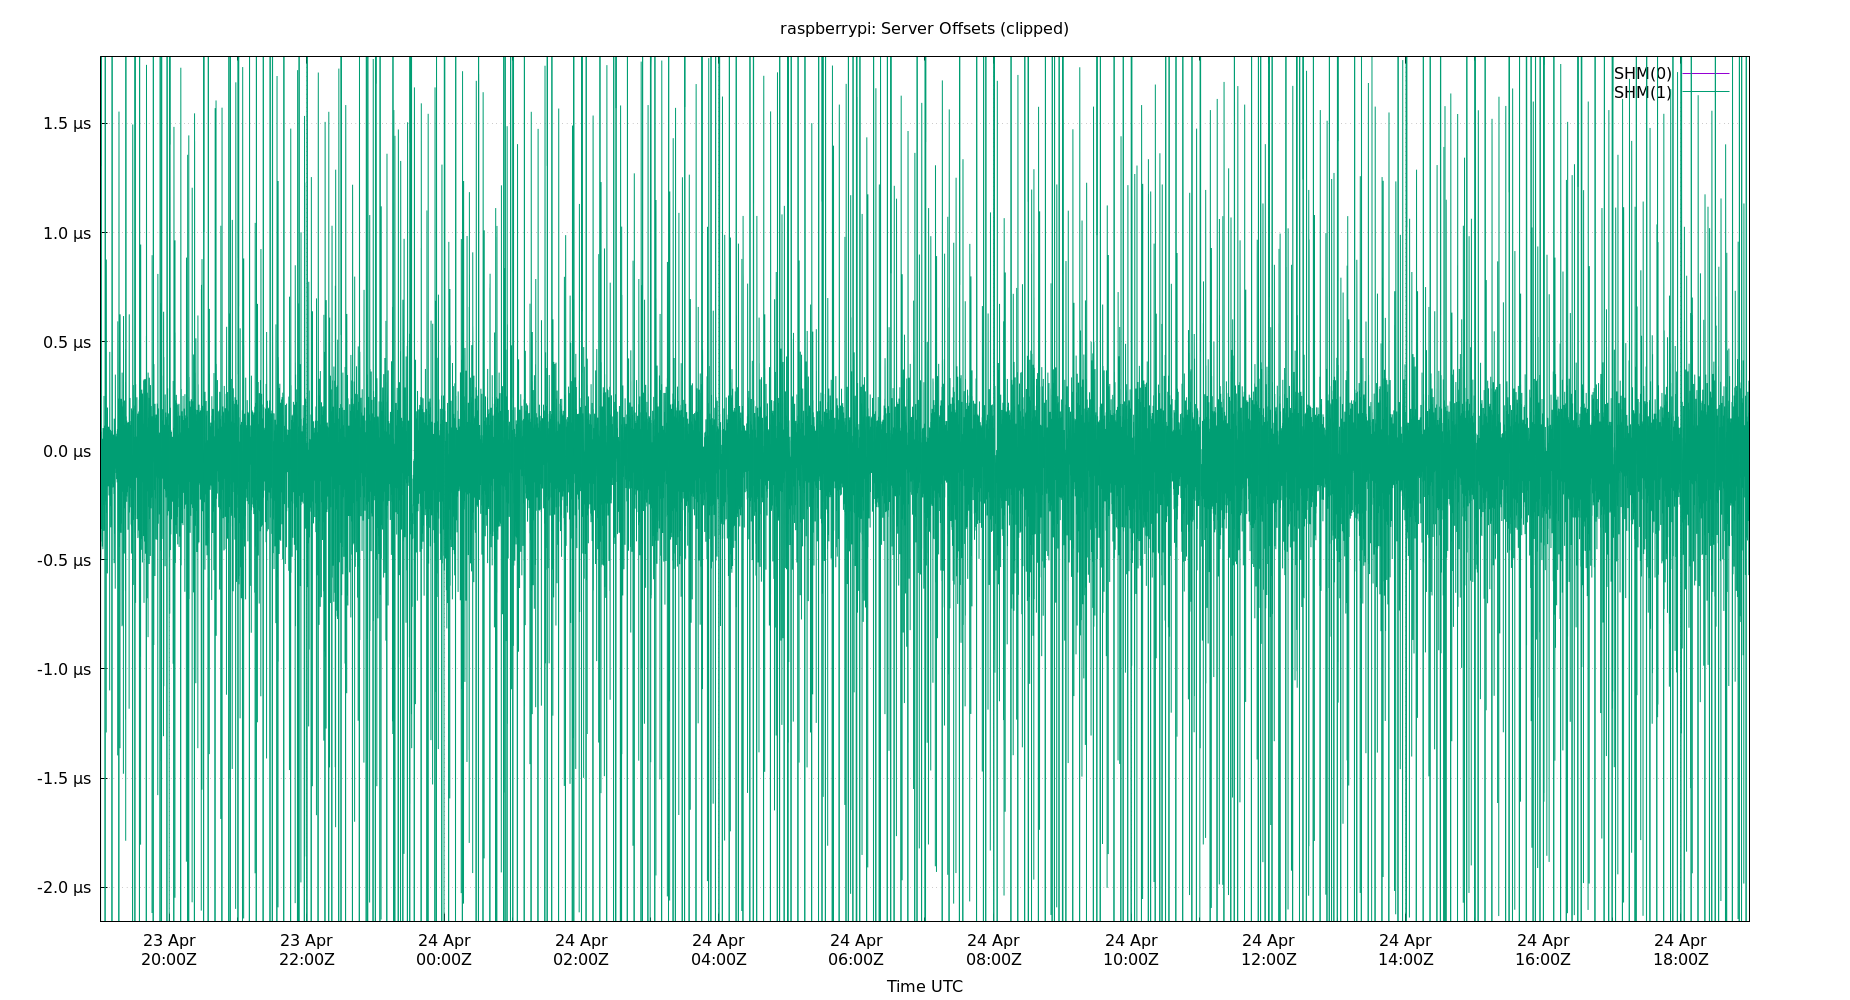 raspberrypi: Server Offsets (clipped)
SHM(0)
SHM(1)
1.5 µs
1.0 µs
0.5 µs
0.0 µs
-0.5 µs
-1.0 µs
-1.5 µs
-2.0 µs
23 Apr 23 Apr 24 Apr 24 Apr 24 Apr 24 Apr 24 Apr 24 Apr 24 Apr 24 Apr 24 Apr 24 Apr
20:00Z 22:00Z 00:00Z 02:00Z 04:00Z 06:00Z 08:00Z 10:00Z 12:00Z 14:00Z 16:00Z 18:00Z
Time UTC